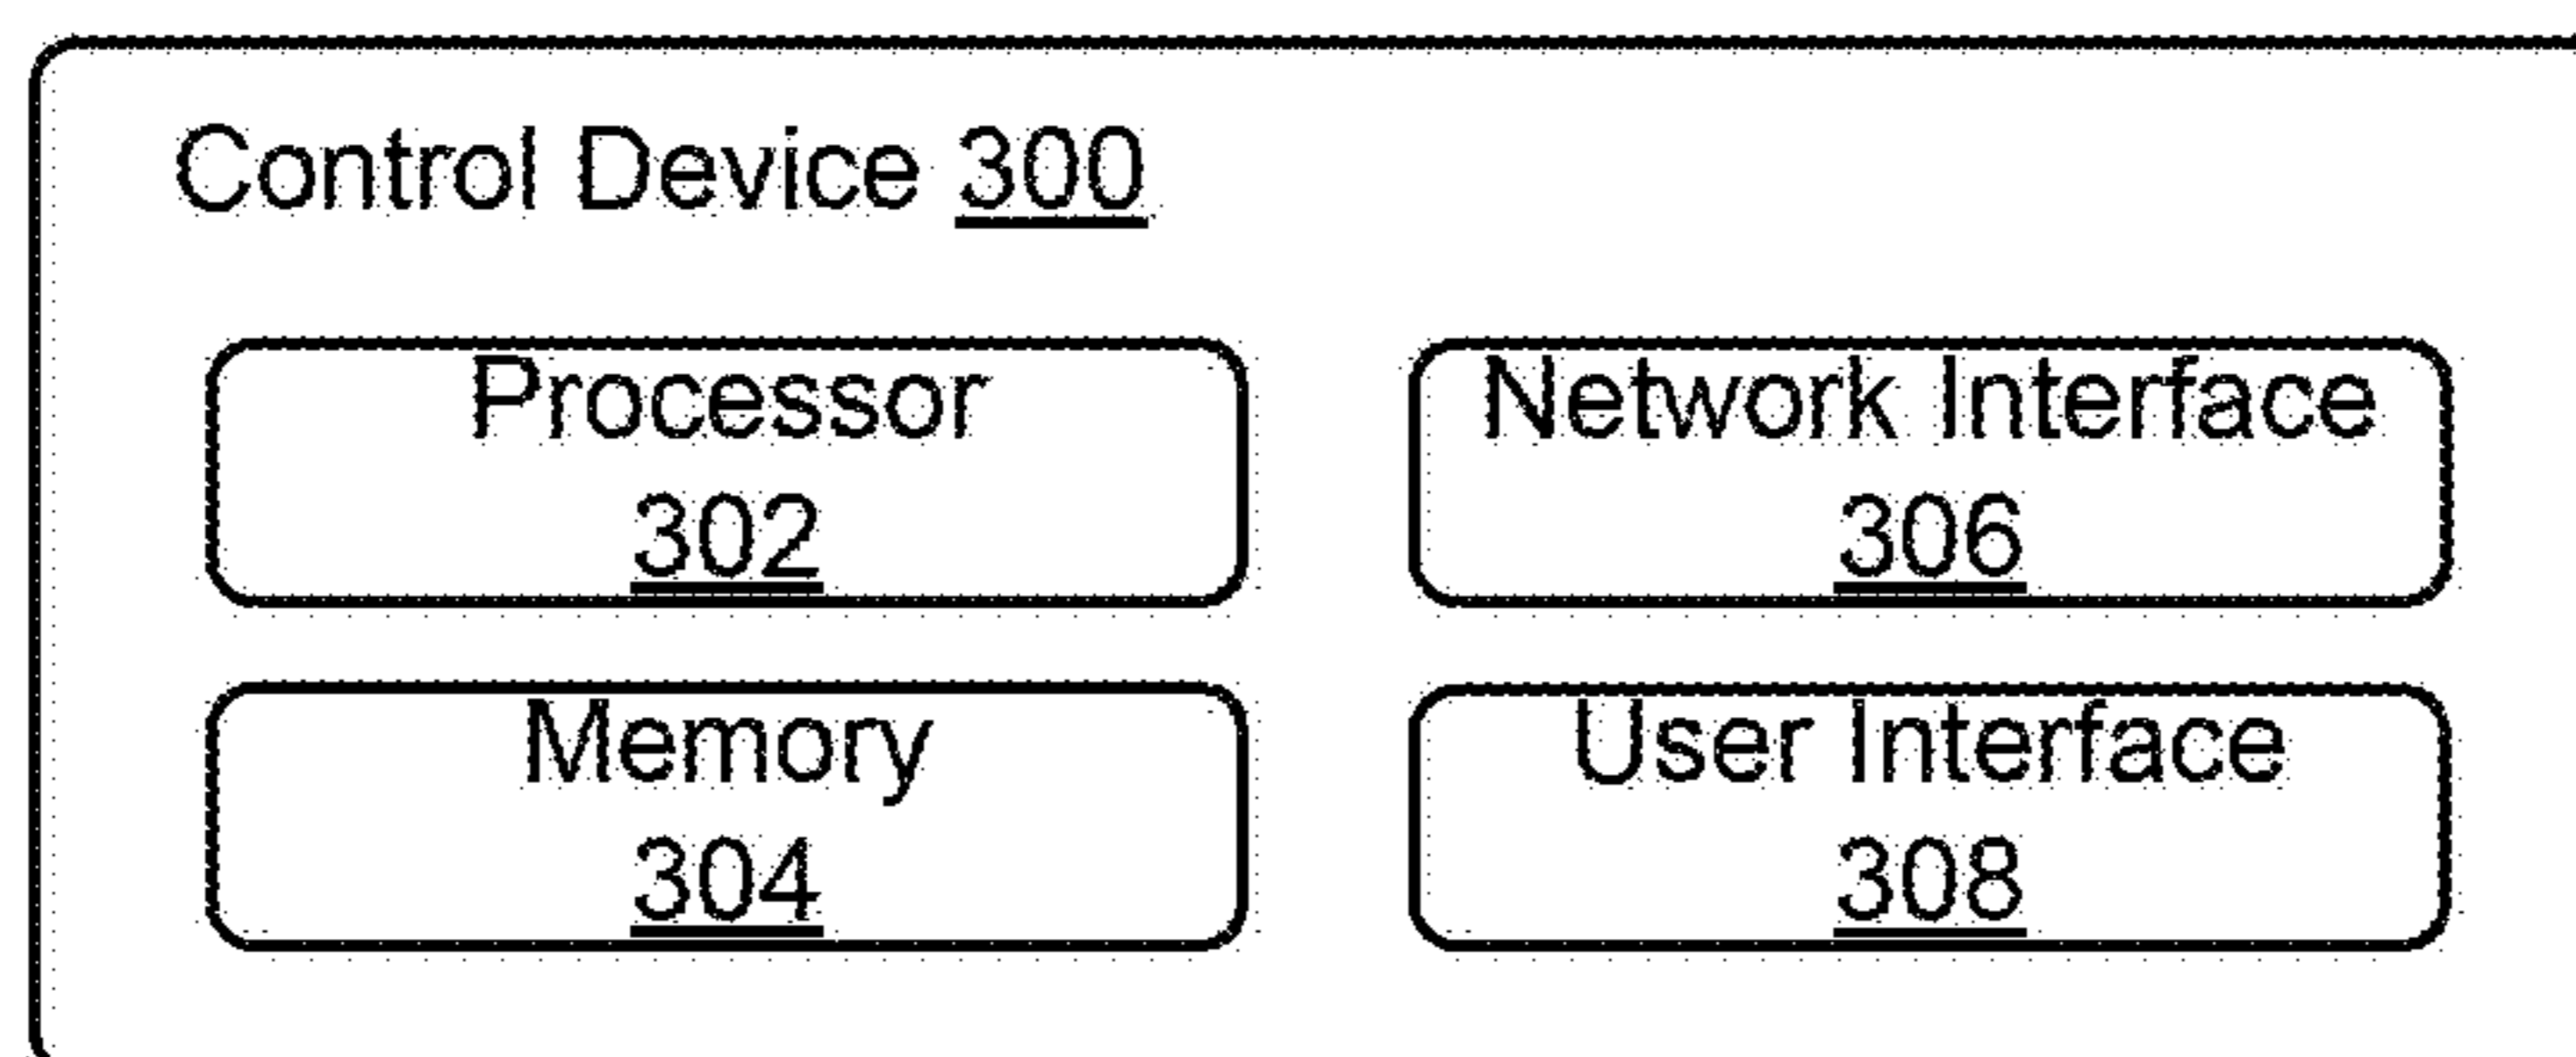 Control Device 300
Processor
302
Network Interface
306
Memory
304
User Interface
308